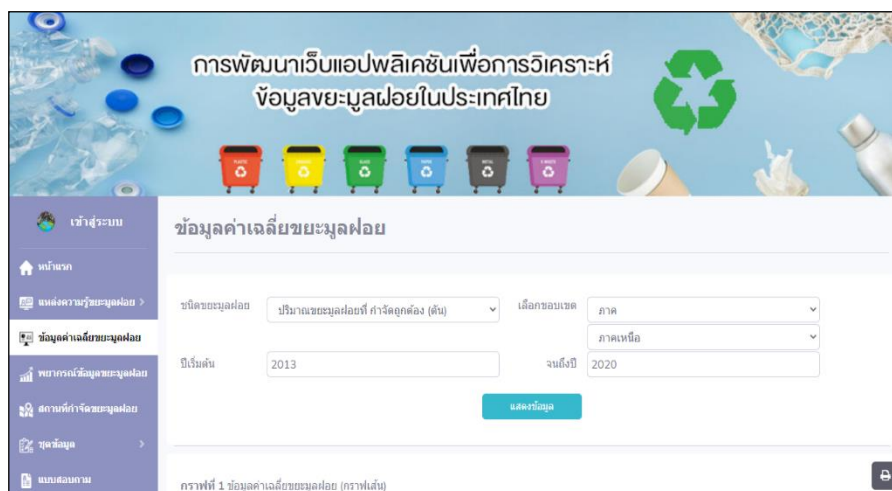 การพัฒนาเว็บแอปพลิเคชันเพื่อการวิเคราะห์
ข้อมูลขยะมูลฝอยในประเทศไทย
เข้าสู่ระบบ
หน้าแรก
แหล่งความรู้ขยะมูลฝอย >
ข้อมูลค่าเฉลี่ยขยะมูลฝอย
พยากรณ์ข้อมูลขยะมูลฝอย
สถานที่กำจัดขยะมูลฝอย
ชุดข้อมูล >
แบบสอบถาม
ข้อมูลค่าเฉลี่ยขยะมูลฝอย
ชนิดขยะมูลฝอย ปริมาณขยะมูลฝอยที่ กำจัดถูกต้อง (ตัน) เลือกขอบเขต ภาค
ภาคเหนือ
ปีเริ่มต้น 2013 จนถึงปี 2020
แสดงข้อมูล
กราฟที่ 1 ข้อมูลค่าเฉลี่ยขยะมูลฝอย (กราฟเส้น)